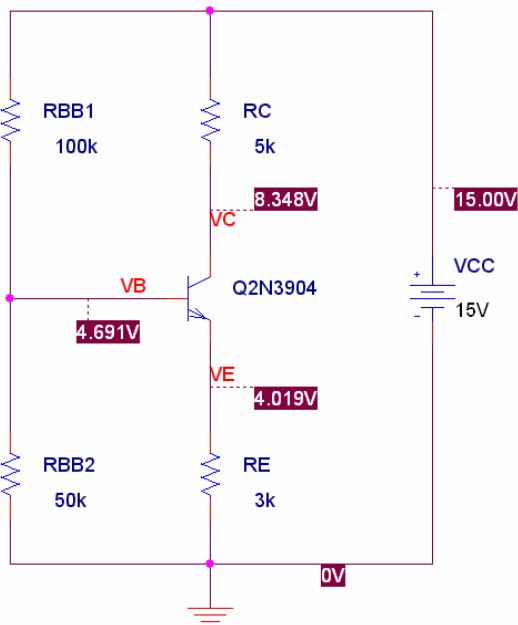 RBB1
100k
RC
5k
8.348V
VC
15.00V
VCC
15V
VB
Q2N3904
4.691V
VE
4.019V
RBB2
50k
RE
3k
0V